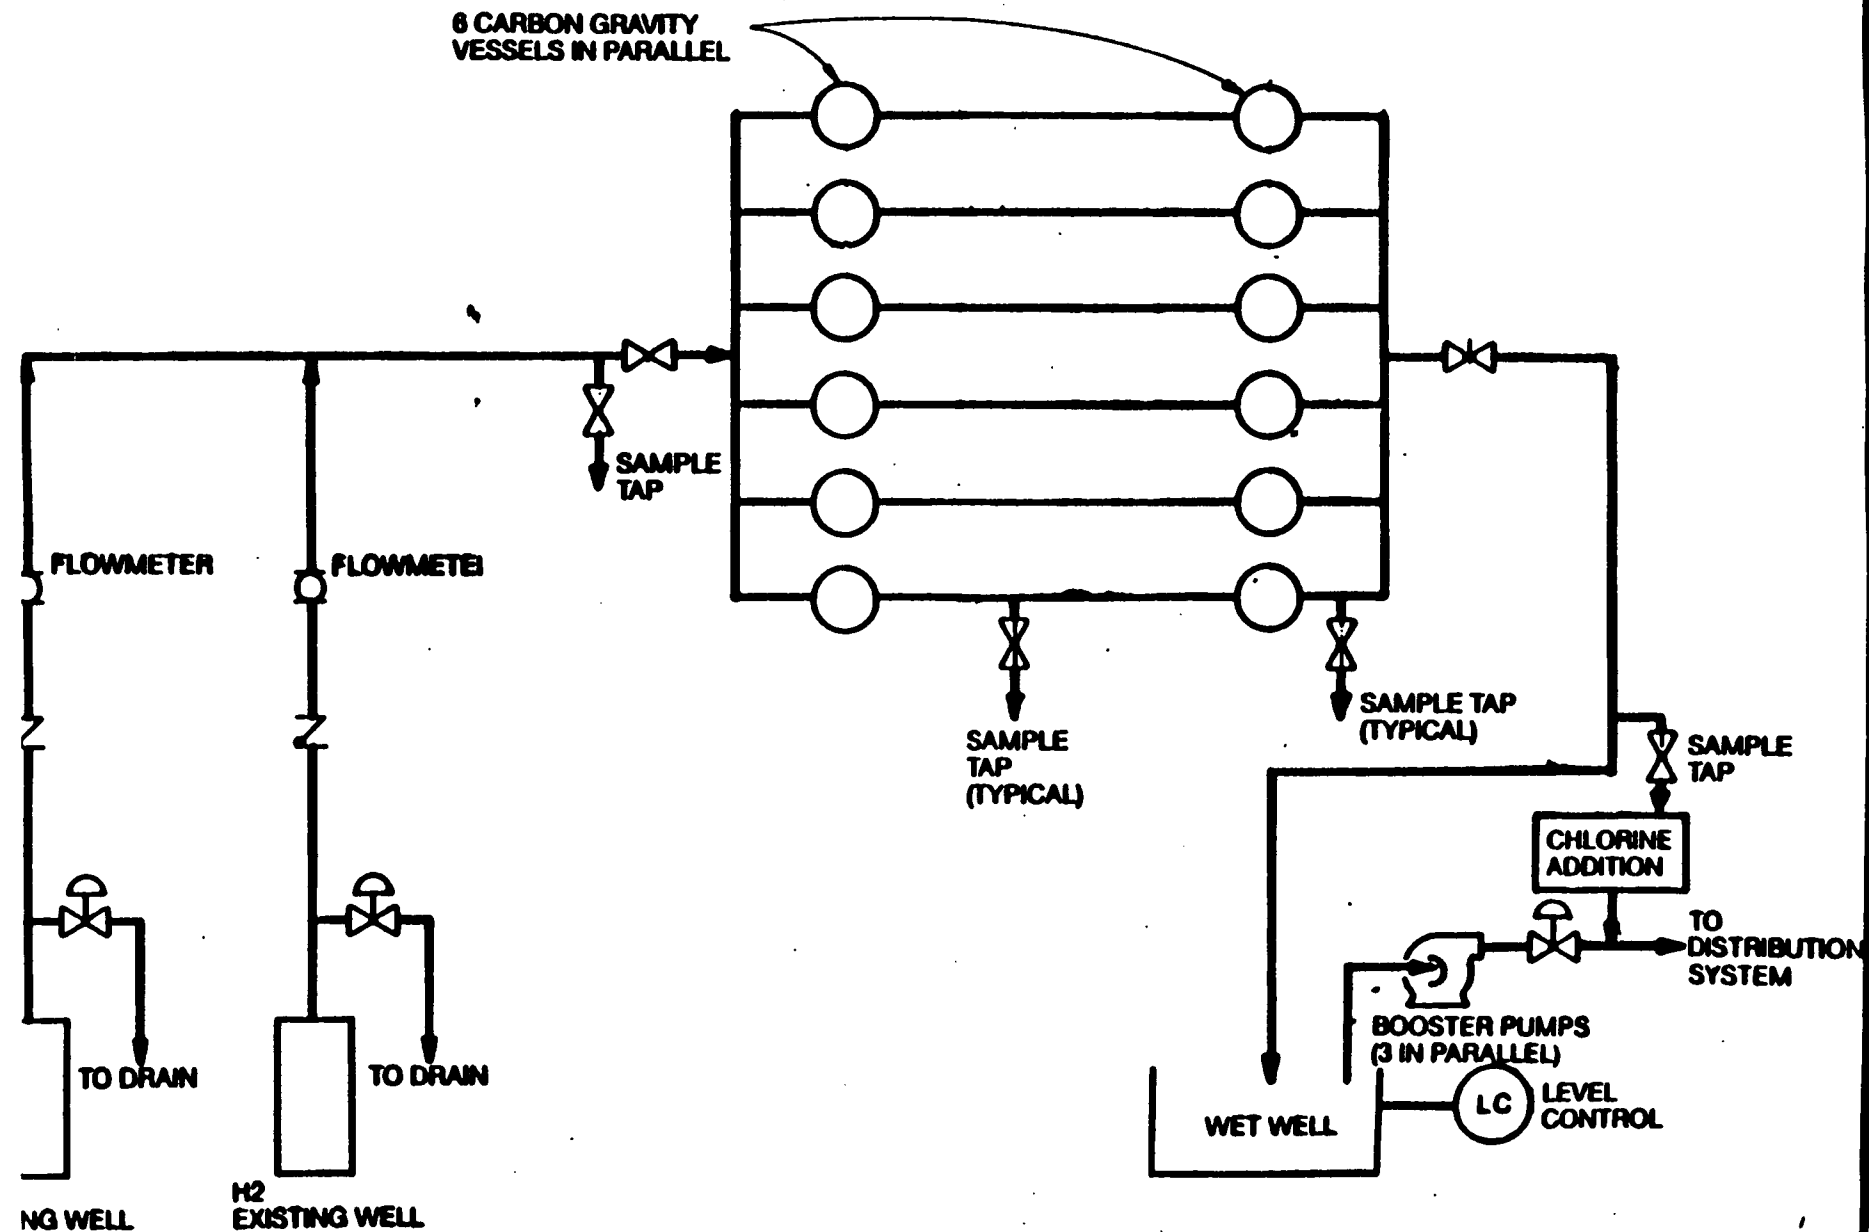 6 CARBON GRAVITY
VESSELS IN PARALLEL
SAMPLE
TAP
FLOWMETER
FLOWMETEI
SAMPLE
TAP
(TYPICAL)
SAMPLE TAP
(TYPICAL)
SAMPLE
TAP
CHLORINE
ADDITION
TO
DISTRIBUTION
SYSTEM
BOOSTER PUMPS
(3 IN PARALLEL)
TO DRAIN
TO DRAIN
LC
LEVEL
CONTROL
WET WELL
NG WELL
H2
EXISTING WELL